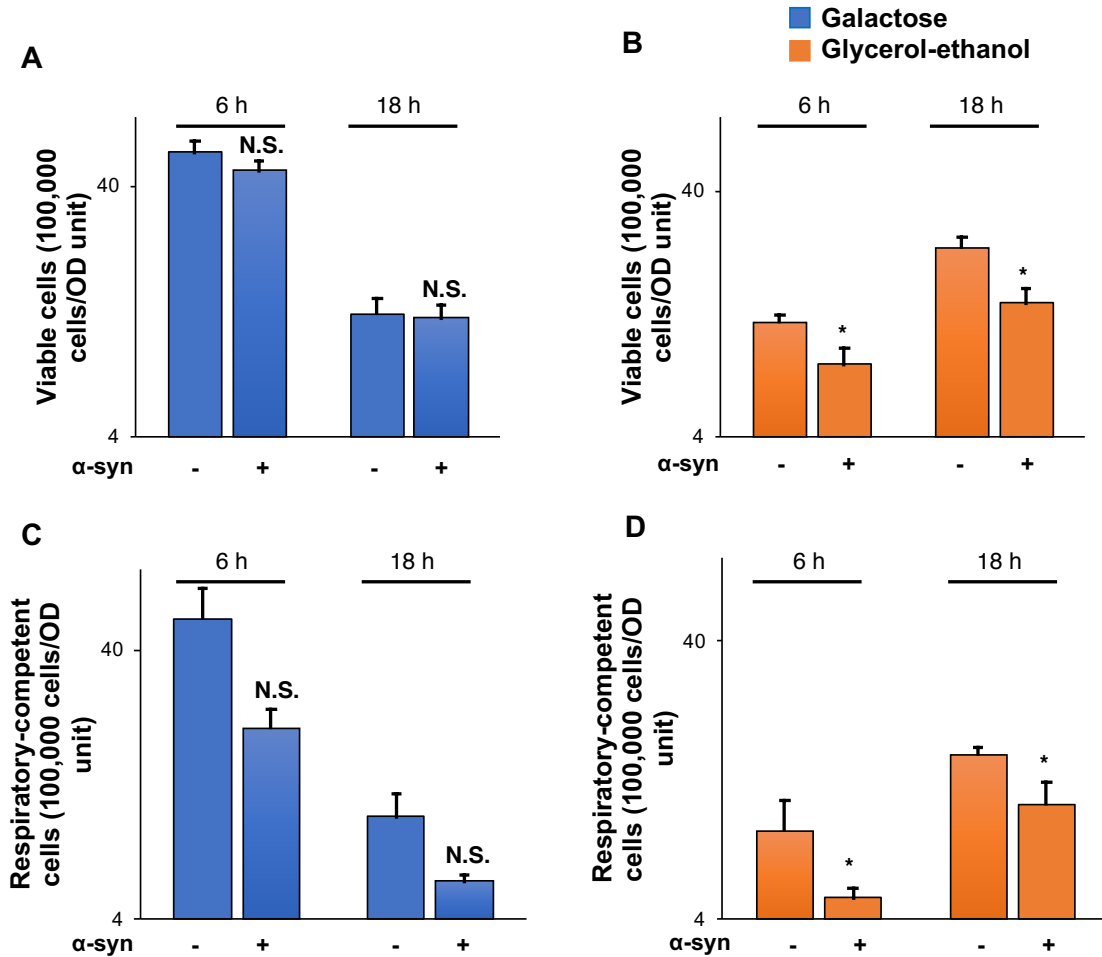 Galactose
Glycerol-ethanol
A
6 h
18 h
N.S.
N.S.
Viable cells (100,000
cells/OD unit)
40
4
α-syn - + - +
B
6 h
18 h
*
*
Viable cells (100,000
cells/OD unit)
40
4
α-syn - + - +
C
6 h
18 h
N.S.
N.S.
Respiratory-competent
cells (100,000 cells/OD
unit)
40
4
α-syn - + - +
D
6 h
18 h
*
*
Respiratory-competent
cells (100,000 cells/OD
unit)
40
4
α-syn - + - +